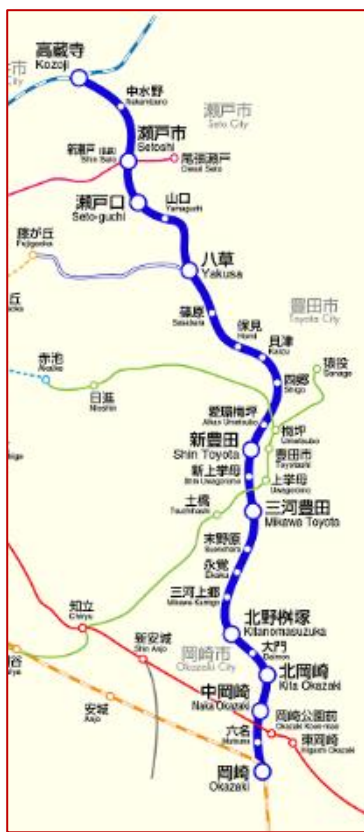 高蔵寺
Kozoji
市
City
中水野
Nakamizuno
瀬戸市
Seto City
瀬戸市
Setoshi
新瀬戸
Shin Seto
尾張瀬戸
Owari Seto
瀬戸口
Seto-guchi
山口
Yamaguchi
藤が丘
Fujigaoka
八草
Yakusa
篠原
Sasabara
豊田市
Toyota City
保見
Homi
貝津
Kaizu
丘
赤池
Akaike
日進
Nisshin
四郷
Shigo
猿投
Sanage
愛環梅坪
Aikan Umetsubo
梅坪
Umetsubo
新豊田
Shin Toyota
豊田市
Toyotashi
新上挙母
Shin Uwagoromo
上挙母
Uwagoromo
土橋
Tsuchihashi
三河豊田
Mikawa Toyota
末野原
Suenohara
永覚
Ekaku
三河上郷
Mikawa Kamigo
知立
Chiryu
北野桝塚
Kitanomasuzuka
新安城
Shin Anjo
岡崎市
Okazaki City
大門
Daimon
北岡崎
Kita Okazaki
中岡崎
Naka Okazaki
安城
Anjo
岡崎公園前
Okazaki Koen-mae
六名
Mutsuna
東岡崎
Higashi Okazaki
岡崎
Okazaki